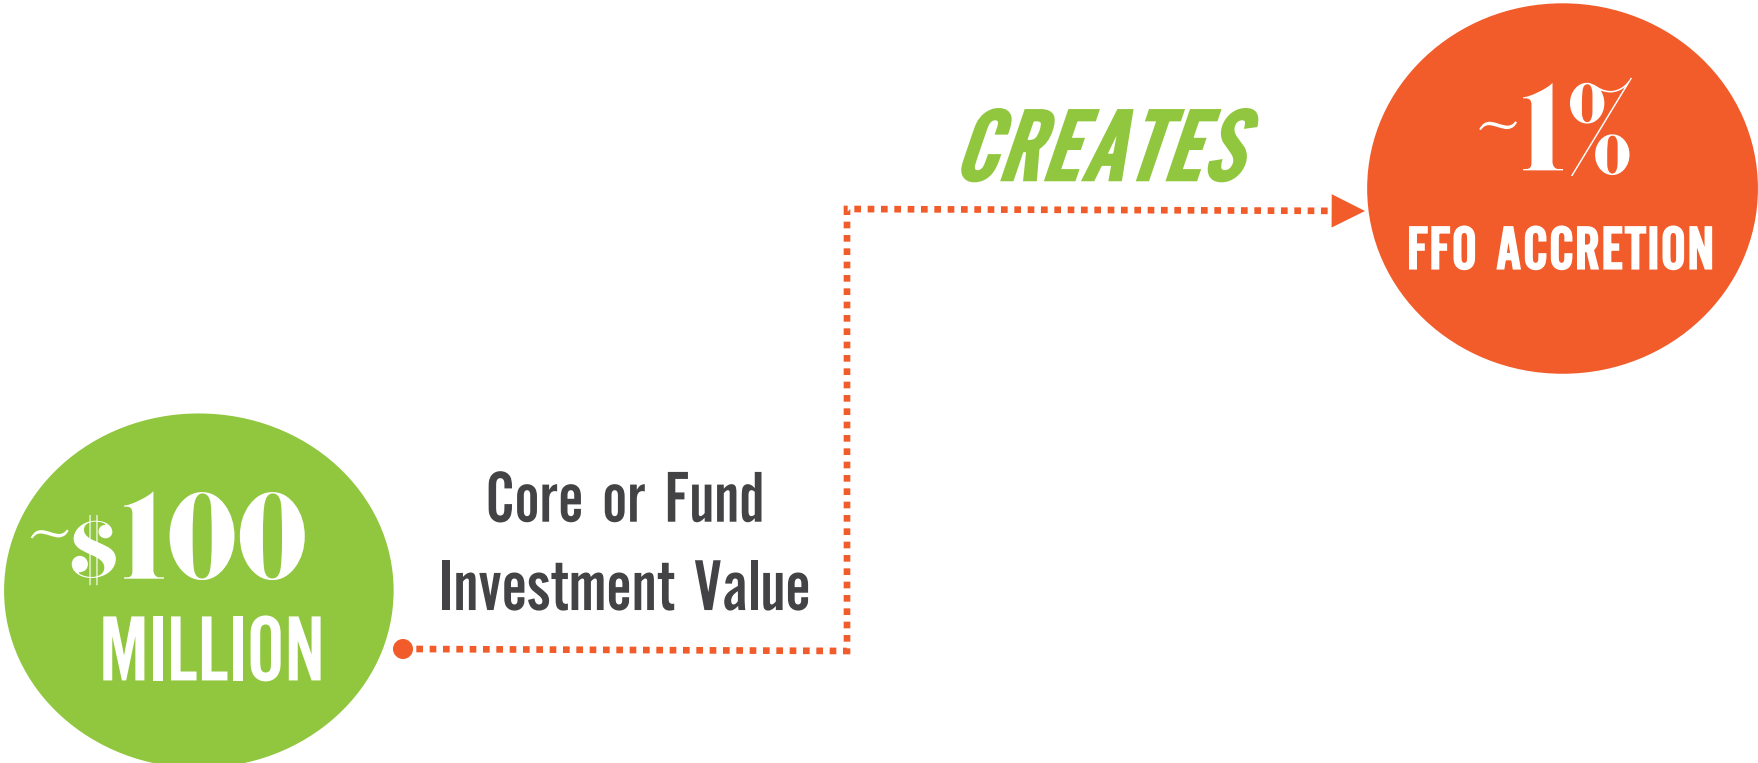 ~$100
MILLION
Core or Fund
Investment Value
CREATES
~1%
FFO ACCRETION